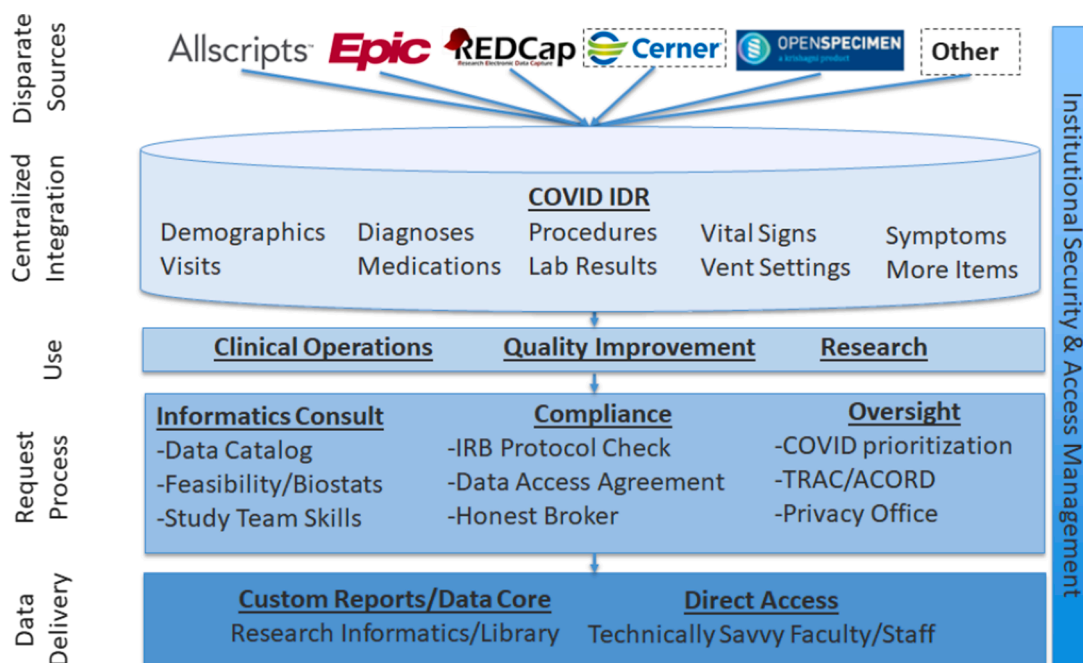 Disparate
Sources
Allscripts™
Epic
REDCap
Research Electronic Data Capture
Cerner
OPENSPECIMEN
a krishagni product
Other
Centralized
Integration
COVID IDR
Demographics
Visits
Diagnoses
Medications
Procedures
Lab Results
Vital Signs
Vent Settings
Symptoms
More Items
Use
Clinical Operations
Quality Improvement
Research
Request
Process
Informatics Consult
-Data Catalog
-Feasibility/Biostats
-Study Team Skills
Compliance
-IRB Protocol Check
-Data Access Agreement
-Honest Broker
Oversight
-COVID prioritization
-TRAC/ACORD
-Privacy Office
Data
Delivery
Custom Reports/Data Core
Research Informatics/Library
Direct Access
Technically Savvy Faculty/Staff
Institutional Security & Access Management